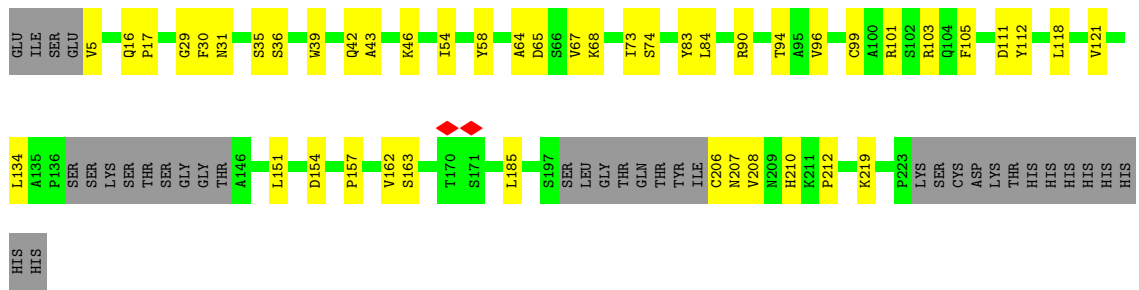 GLU ILE SER GLU V5 Q16 P17 G29 F30 N31 S35 S36 W39 Q42 A43 K46 I54 Y58 A64 D65 S66 V67 K68 I73 S74 Y83 L84 R90 T94 A95 V96 C99 A100 R101 S102 R103 Q104 F105 D111 Y112 L118 V121
L134 A135 P136 SER SER LYS SER THR SER GLY GLY THR A146 L151 D154 P157 V162 S163 T170 S171 L185 S197 SER LEU GLY THR GLN THR TYR ILE C206 N207 V208 N209 H210 K211 P212 K219 P223 LYS SER CYS ASP LYS THR HIS HIS HIS HIS HIS HIS
HIS HIS